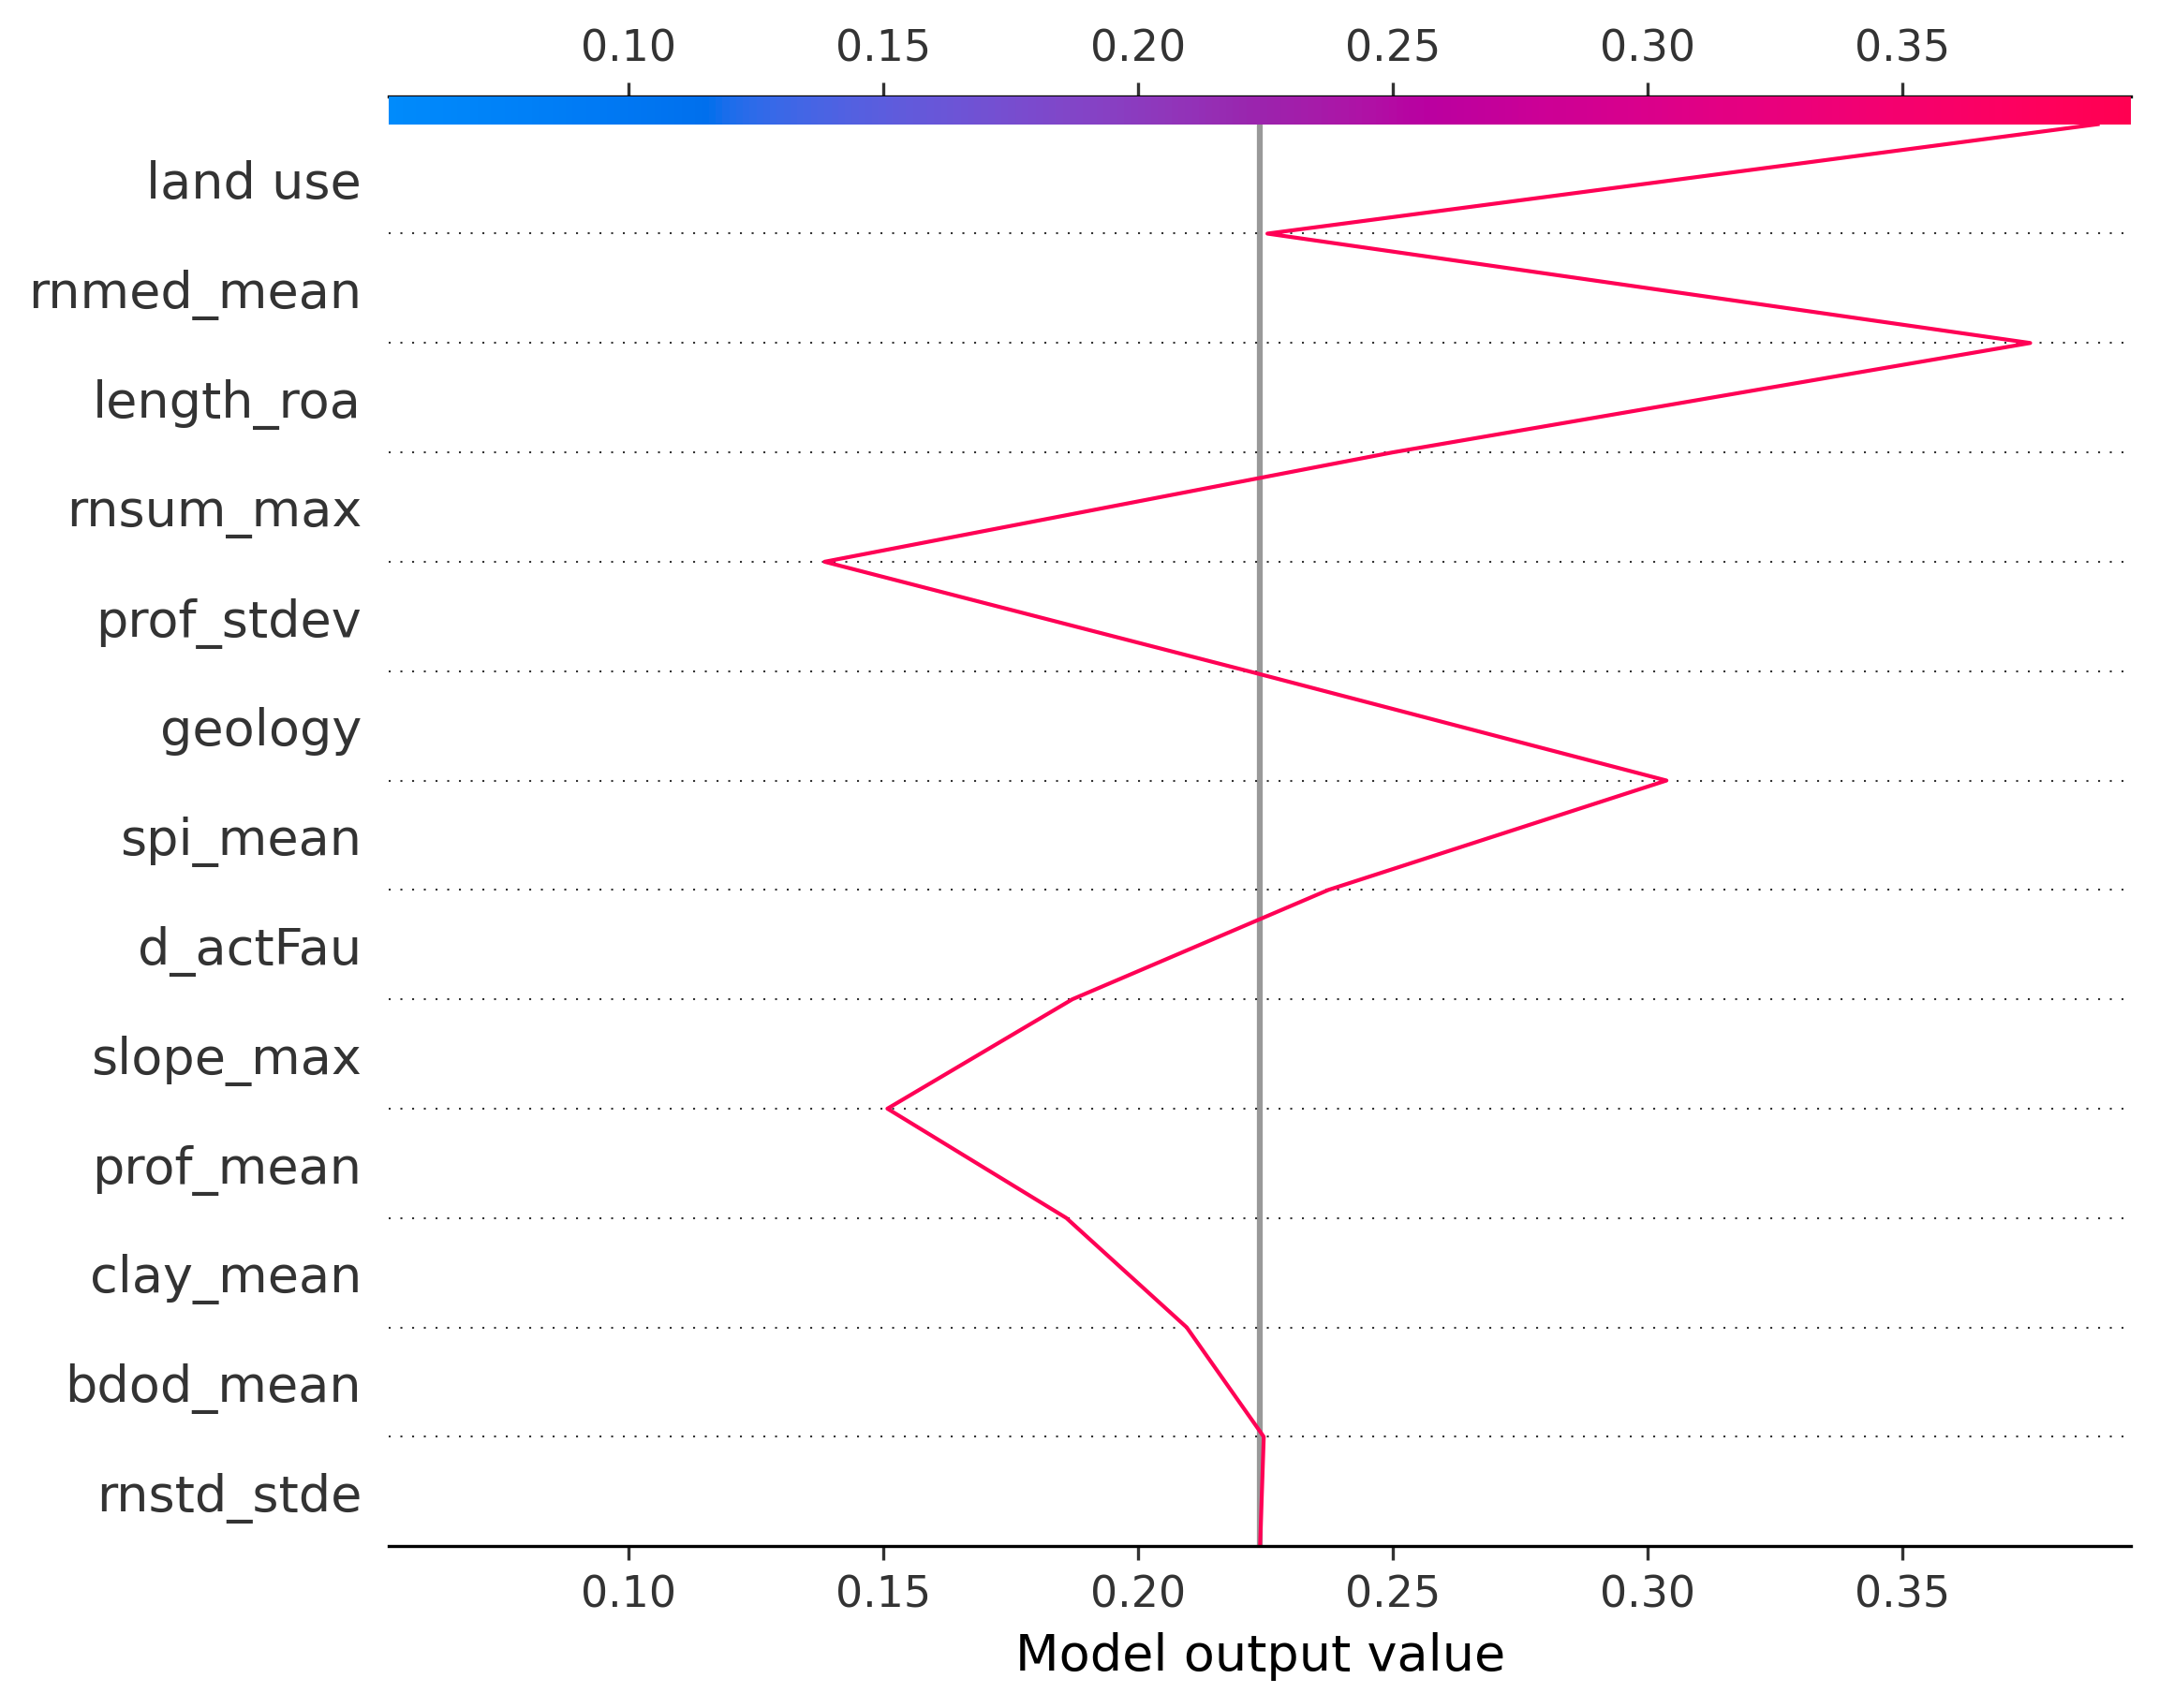 0.10 0.15 0.20 0.25 0.30 0.35
land use
rnmed_mean
length_roa
rnsum_max
prof_stdev
geology
spi_mean
d_actFau
slope_max
prof_mean
clay_mean
bdod_mean
rnstd_stde
0.10 0.15 0.20 0.25 0.30 0.35
Model output value